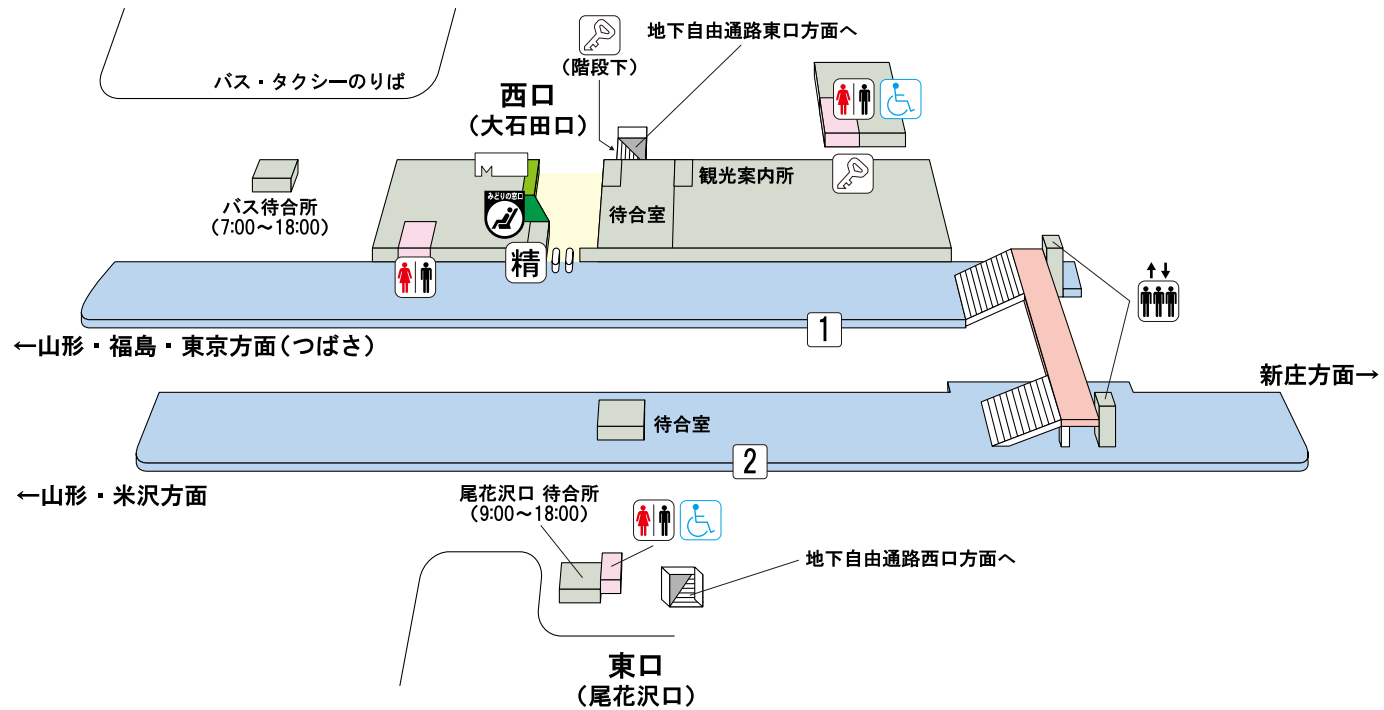 バス・タクシーのりば
(階段下)
地下自由通路東口方面へ
西口
(大石田口)
バス待合所
(7:00～18:00)
M
みどりの窓口
待合室
観光案内所
精
1
←山形・福島・東京方面(つばさ)
新庄方面→
待合室
2
←山形・米沢方面
尾花沢口 待合所
(9:00～18:00)
地下自由通路西口方面へ
東口
(尾花沢口)